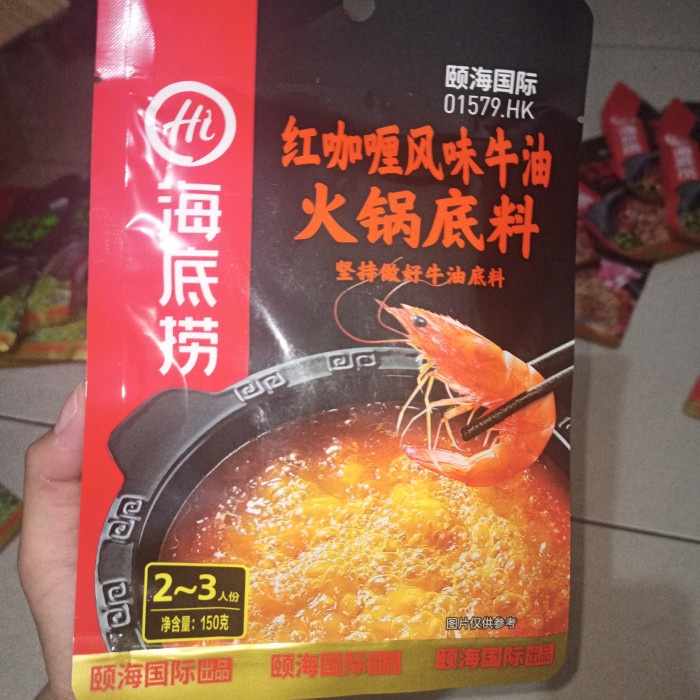 颐海国际
01579.HK
Hi
海底捞
红咖喱风味牛油
火锅底料
坚持做好牛油底料
2~3人份
净含量：150克
图片仅供参考
颐海国际出品 颐海国际出品 颐海国际出品